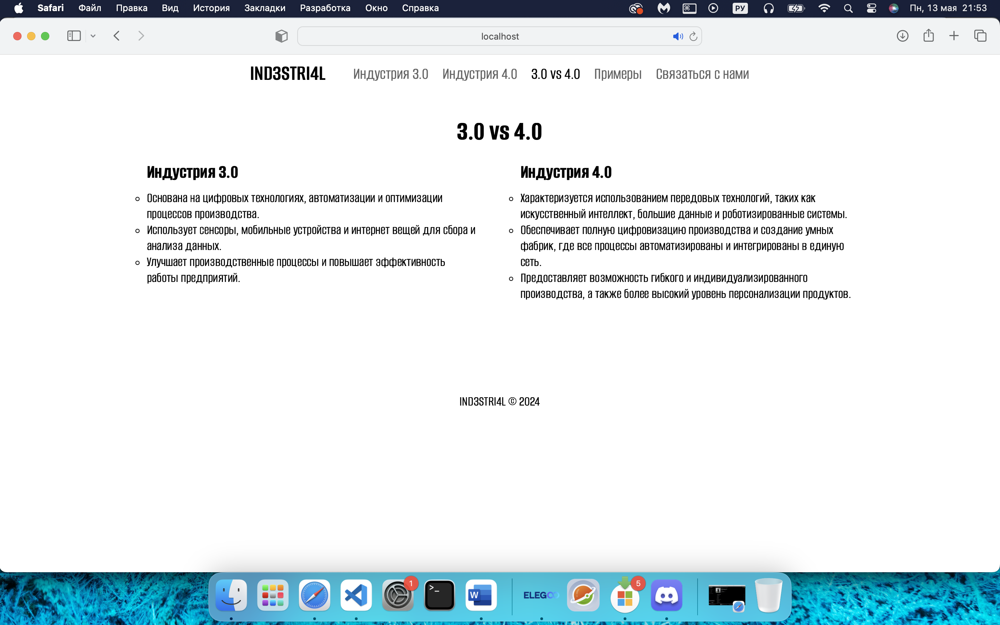 Safari Файл Правка Вид История Закладки Разработка Окно Справка РУ Пн, 13 мая 21:53
localhost
IND3STRI4L Индустрия 3.0 Индустрия 4.0 3.0 vs 4.0 Примеры Связаться с нами
3.0 vs 4.0
Индустрия 3.0
Основана на цифровых технологиях, автоматизации и оптимизации
процессов производства.
Использует сенсоры, мобильные устройства и интернет вещей для сбора и
анализа данных.
Улучшает производственные процессы и повышает эффективность
работы предприятий.
Индустрия 4.0
Характеризуется использованием передовых технологий, таких как
искусственный интеллект, большие данные и роботизированные системы.
Обеспечивает полную цифровизацию производства и создание умных
фабрик, где все процессы автоматизированы и интегрированы в единую
сеть.
Предоставляет возможность гибкого и индивидуализированного
производства, а также более высокий уровень персонализации продуктов.
IND3STRI4L © 2024
1 >_ W ELEGOO 5